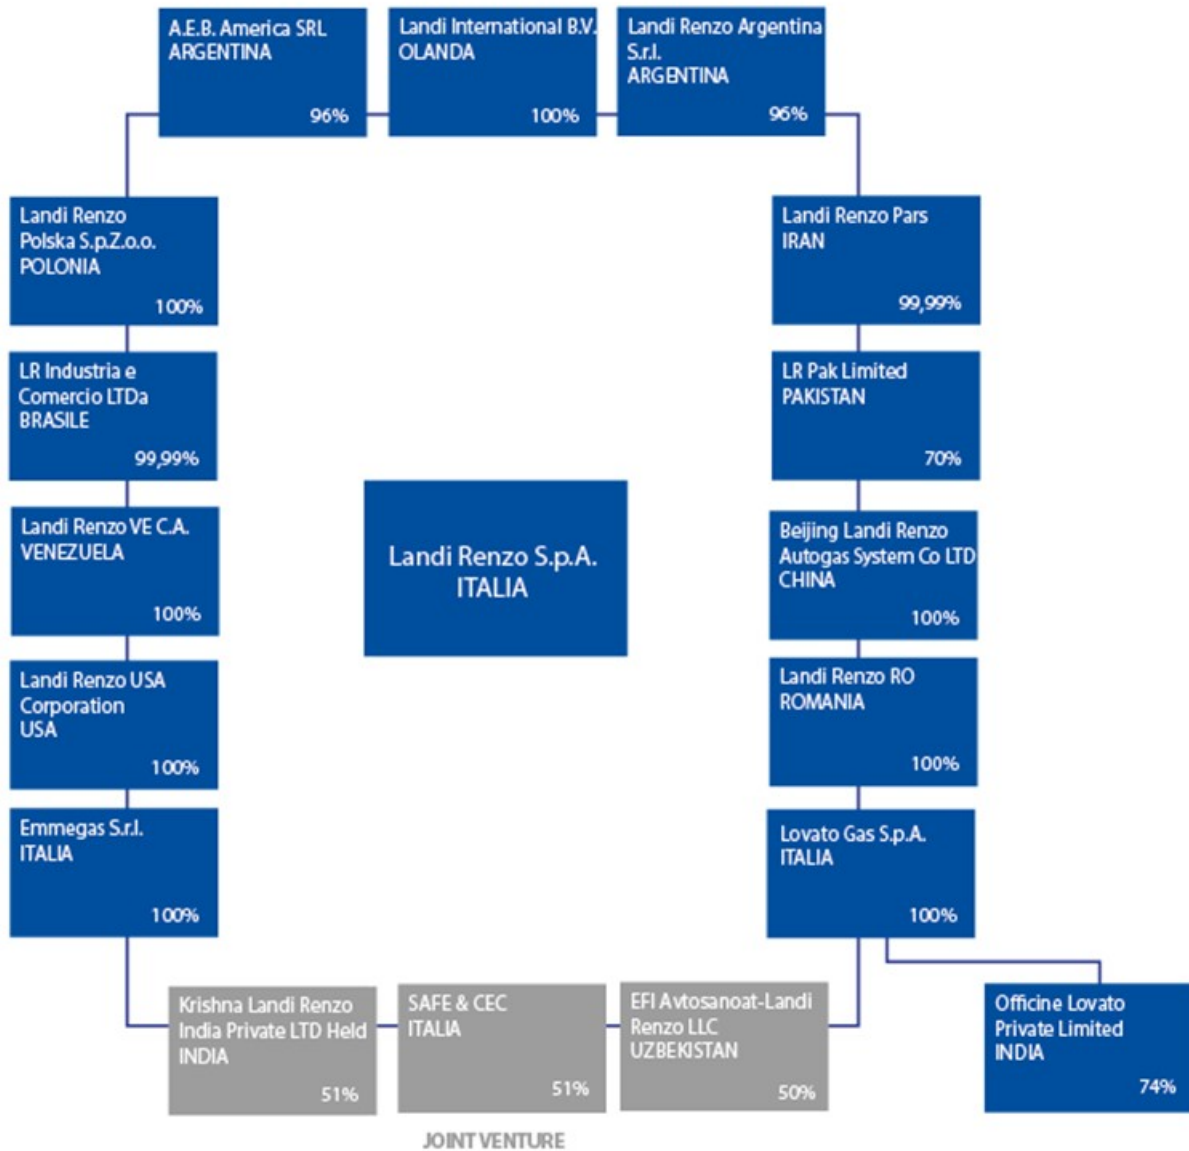 A.E.B. America SRL
ARGENTINA
96%
Landi International B.V.
OLANDA
100%
Landi Renzo Argentina
S.r.l.
ARGENTINA
96%
Landi Renzo
Polska S.p.Z.o.o.
POLONIA
100%
Landi Renzo Pars
IRAN
99,99%
LR Industria e
Comercio LTDa
BRASILE
99,99%
LR Pak Limited
PAKISTAN
70%
Landi Renzo VE C.A.
VENEZUELA
100%
Landi Renzo S.p.A.
ITALIA
Beijing Landi Renzo
Autogas System Co LTD
CHINA
100%
Landi Renzo USA
Corporation
USA
100%
Landi Renzo RO
ROMANIA
100%
Emmegas S.r.l.
ITALIA
100%
Lovato Gas S.p.A.
ITALIA
100%
Krishna Landi Renzo
India Private LTD Held
INDIA
51%
SAFE & CEC
ITALIA
51%
EFI Avtosanoat-Landi
Renzo LLC
UZBEKISTAN
50%
Officine Lovato
Private Limited
INDIA
74%
JOINT VENTURE